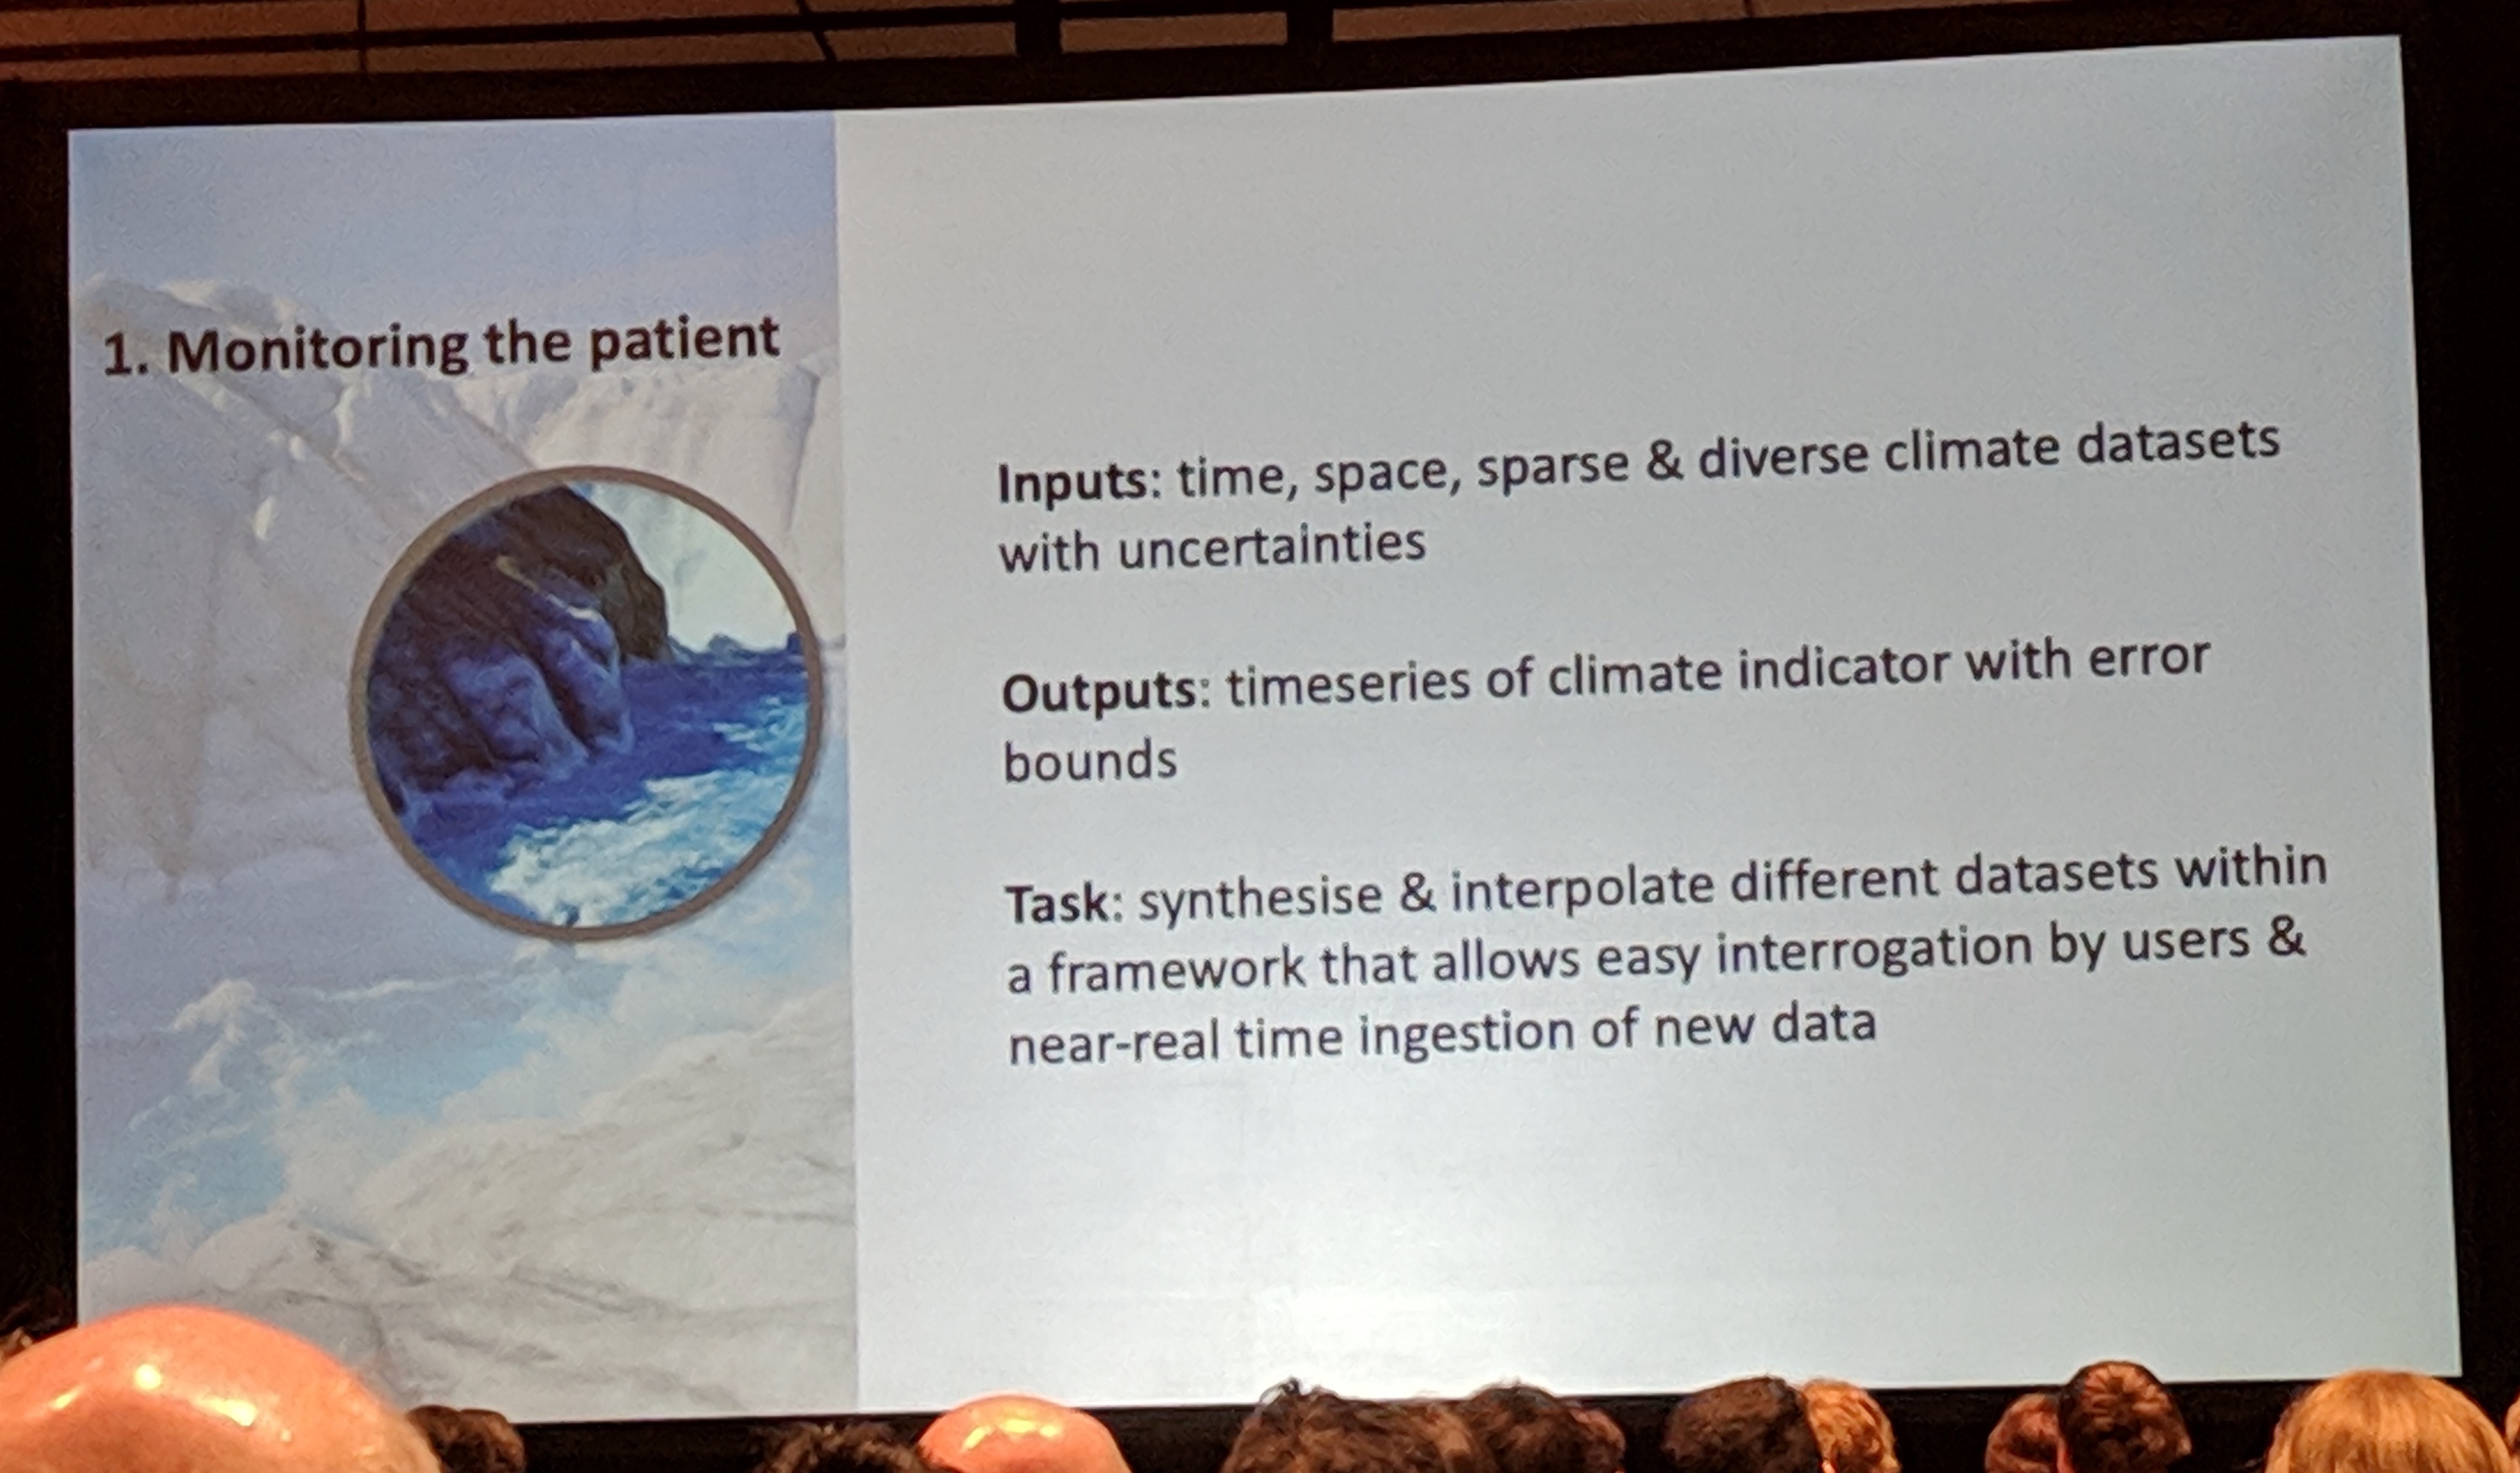 1. Monitoring the patient
Inputs: time, space, sparse & diverse climate datasets
with uncertainties
Outputs: timeseries of climate indicator with error
bounds
Task: synthesise & interpolate different datasets within
a framework that allows easy interrogation by users &
near-real time ingestion of new data